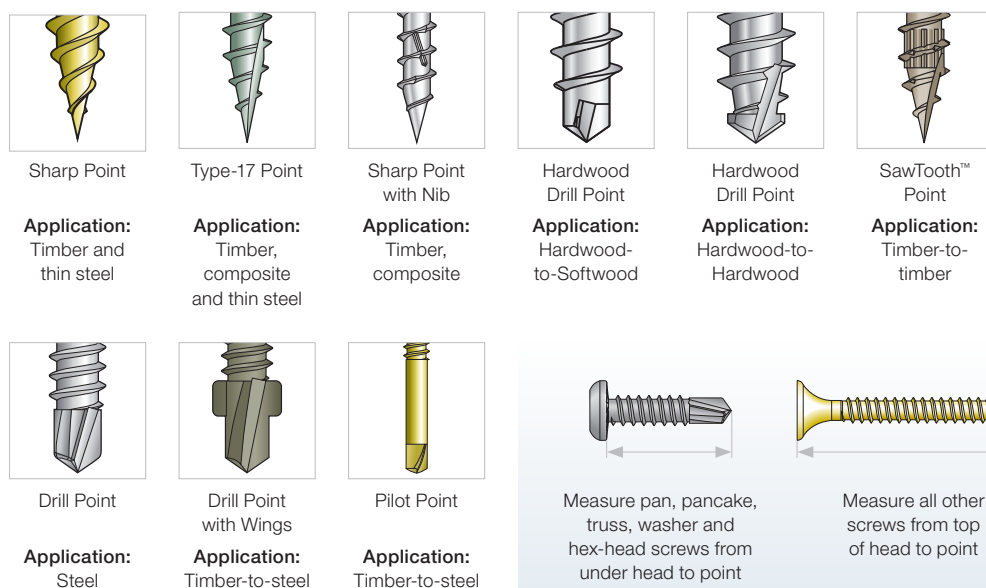 Sharp Point
Application:
Timber and
thin steel
Type-17 Point
Application:
Timber,
composite
and thin steel
Sharp Point
with Nib
Application:
Timber,
composite
Hardwood
Drill Point
Application:
Hardwood-
to-Softwood
Hardwood
Drill Point
Application:
Hardwood-to-
Hardwood
SawTooth™
Point
Application:
Timber-to-
timber
Drill Point
Application:
Steel
Drill Point
with Wings
Application:
Timber-to-steel
Pilot Point
Application:
Timber-to-steel
Measure pan, pancake,
truss, washer and
hex-head screws from
under head to point
Measure all other
screws from top
of head to point